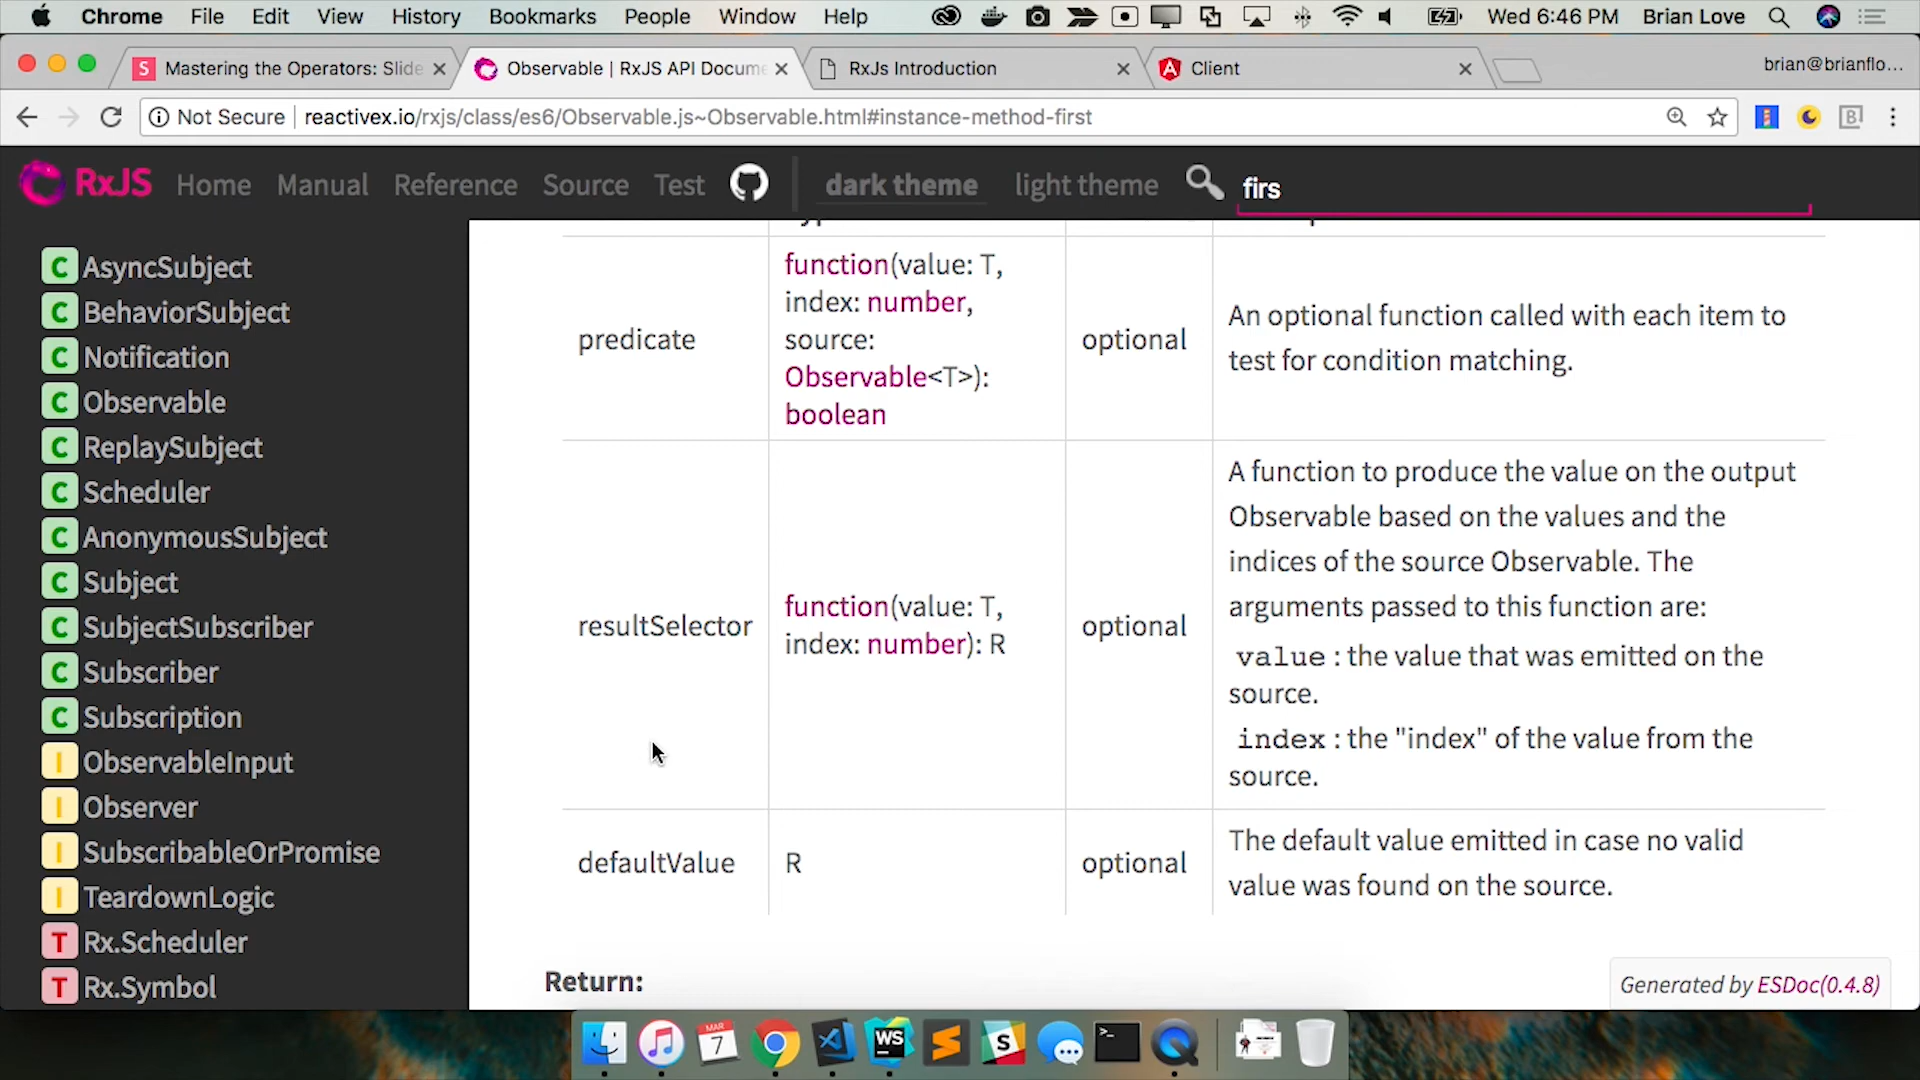 Chrome File Edit View History Bookmarks People Window Help Wed 6:46 PM Brian Love
S Mastering the Operators: Slide
Observable | RxJS API Docume
RxJs Introduction
Client
brian@brianflo...
Not Secure reactivex.io/rxjs/class/es6/Observable.js~Observable.html#instance-method-first
RxJS Home Manual Reference Source Test dark theme light theme firs
C AsyncSubject
C BehaviorSubject
C Notification
C Observable
C ReplaySubject
C Scheduler
C AnonymousSubject
C Subject
C SubjectSubscriber
C Subscriber
C Subscription
I ObservableInput
I Observer
I SubscribableOrPromise
I TeardownLogic
T Rx.Scheduler
T Rx.Symbol
predicate
function(value: T,
index: number,
source:
Observable<T>):
boolean
optional
An optional function called with each item to
test for condition matching.
resultSelector
function(value: T,
index: number): R
optional
A function to produce the value on the output
Observable based on the values and the
indices of the source Observable. The
arguments passed to this function are:
value : the value that was emitted on the
source.
index : the "index" of the value from the
source.
defaultValue
R
optional
The default value emitted in case no valid
value was found on the source.
Return:
Generated by ESDoc(0.4.8)
MAR
7
WS
S
S